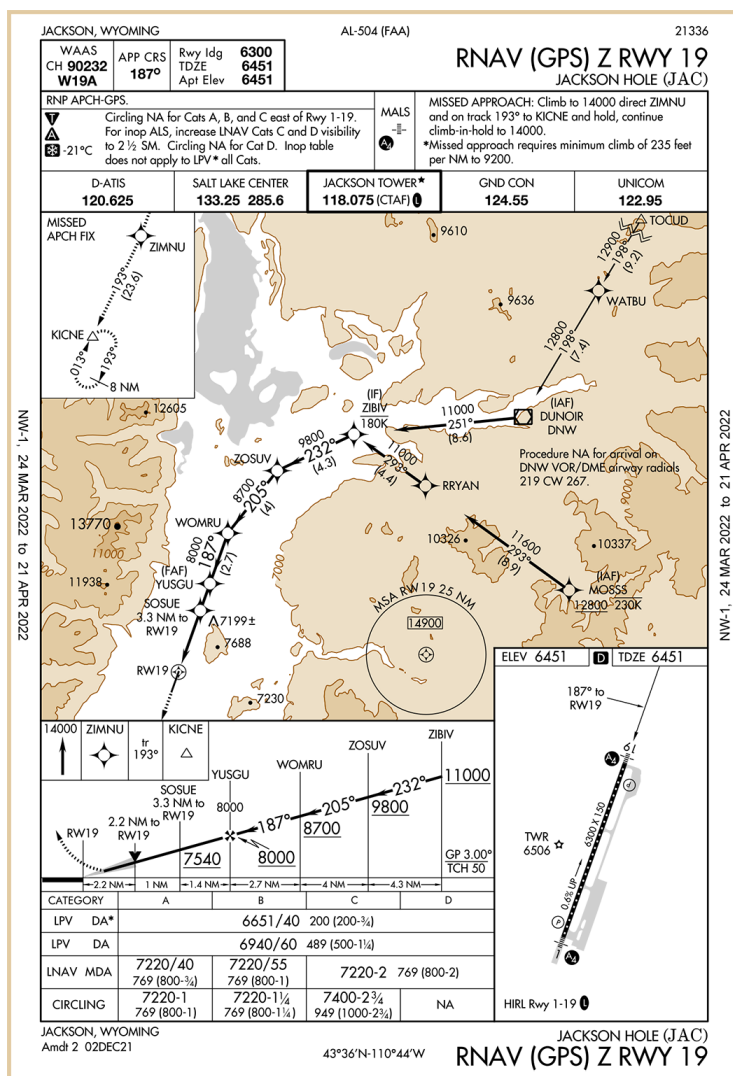 JACKSON, WYOMING
AL-504 (FAA)
21336
WAAS
CH 90232
W19A
APP CRS
187°
Rwy ldg 6300
TDZE 6451
Apt Elev 6451
RNAV (GPS) Z RWY 19
JACKSON HOLE (JAC)
RNP APCH-GPS.
T
A
-21°C
Circling NA for Cats A, B, and C east of Rwy 1-19.
For inop ALS, increase LNAV Cats C and D visibility
to 2 ½ SM. Circling NA for Cat D. Inop table
does not apply to LPV* all Cats.
MALS
A4
MISSED APPROACH: Climb to 14000 direct ZIMNU
and on track 193° to KICNE and hold, continue
climb-in-hold to 14000.
*Missed approach requires minimum climb of 235 feet
per NM to 9200.
D-ATIS
120.625
SALT LAKE CENTER
133.25 285.6
JACKSON TOWER*
118.075 (CTAF) L
GND CON
124.55
UNICOM
122.95
MISSED
APCH FIX
ZIMNU
193°
(23.6)
KICNE
013°
193°
8 NM
9610
TOCUD
12900
198°
(9.2)
WATBU
9636
12800
198°
(7.4)
(IAF)
DUNOIR
DNW
11000
251°
(8.6)
(IF)
ZIBIV
180K
Procedure NA for arrival on
DNW VOR/DME airway radials
219 CW 267.
12605
9800
232°
(4.3)
11000
293°
(4.4)
RRYAN
ZOSUV
8700
205°
(4)
WOMRU
13770
11000
8000
187°
(2.7)
(FAF)
YUSGU
11938
SOSUE
3.3 NM to
RW19
7199±
7688
7000
RW19
7230
9000
10326
11600
293°
(8.9)
10337
(IAF)
MOSSS
12800 230K
MSA RW19 25 NM
14900
NW-1, 24 MAR 2022 to 21 APR 2022
NW-1, 24 MAR 2022 to 21 APR 2022
ELEV 6451
D
TDZE 6451
187° to
RW19
19
A4
P
6300 X 150
TWR
6506
0.6% UP
P
A4
HIRL Rwy 1-19 L
14000
ZIMNU
tr
193°
KICNE
RW19
2.2 NM to
RW19
SOSUE
3.3 NM to
RW19
YUSGU
8000
WOMRU
ZOSUV
ZIBIV
11000
232°
9800
205°
8700
187°
8000
7540
GP 3.00°
TCH 50
2.2 NM
1 NM
1.4 NM
2.7 NM
4 NM
4.3 NM
CATEGORY A B C D
LPV DA* 6651/40 200 (200-¾)
LPV DA 6940/60 489 (500-1¼)
LNAV MDA
7220/40
769 (800-¾)
7220/55
769 (800-1)
7220-2 769 (800-2)
CIRCLING
7220-1
769 (800-1)
7220-1¼
769 (800-1¼)
7400-2¾
949 (1000-2¾)
NA
JACKSON, WYOMING
Amdt 2 02DEC21
43°36'N-110°44'W
JACKSON HOLE (JAC)
RNAV (GPS) Z RWY 19